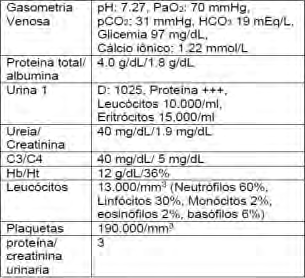 Gasometria pH: 7.27, PaO₂: 70 mmHg,
Venosa pCO₂: 31 mmHg, HCO₃ 19 mEq/L,
Glicemia 97 mg/dL,
Cálcio iônico: 1.22 mmol/L
Proteina total/ 4.0 g/dL/1.8 g/dL
albumina
Urina 1 D: 1025, Proteína +++,
Leucócitos 10.000/ml,
Eritrócitos 15.000/ml
Ureia/ 40 mg/dL/1.9 mg/dL
Creatinina
C3/C4 40 mg/dL/ 5 mg/dL
Hb/Ht 12 g/dL/36%
Leucócitos 13.000/mm³ (Neutrófilos 60%,
Linfócitos 30%, Monócitos 2%,
eosinófilos 2%, basófilos 6%)
Plaquetas 190.000/mm³
proteína/ 3
creatinina
urinaria